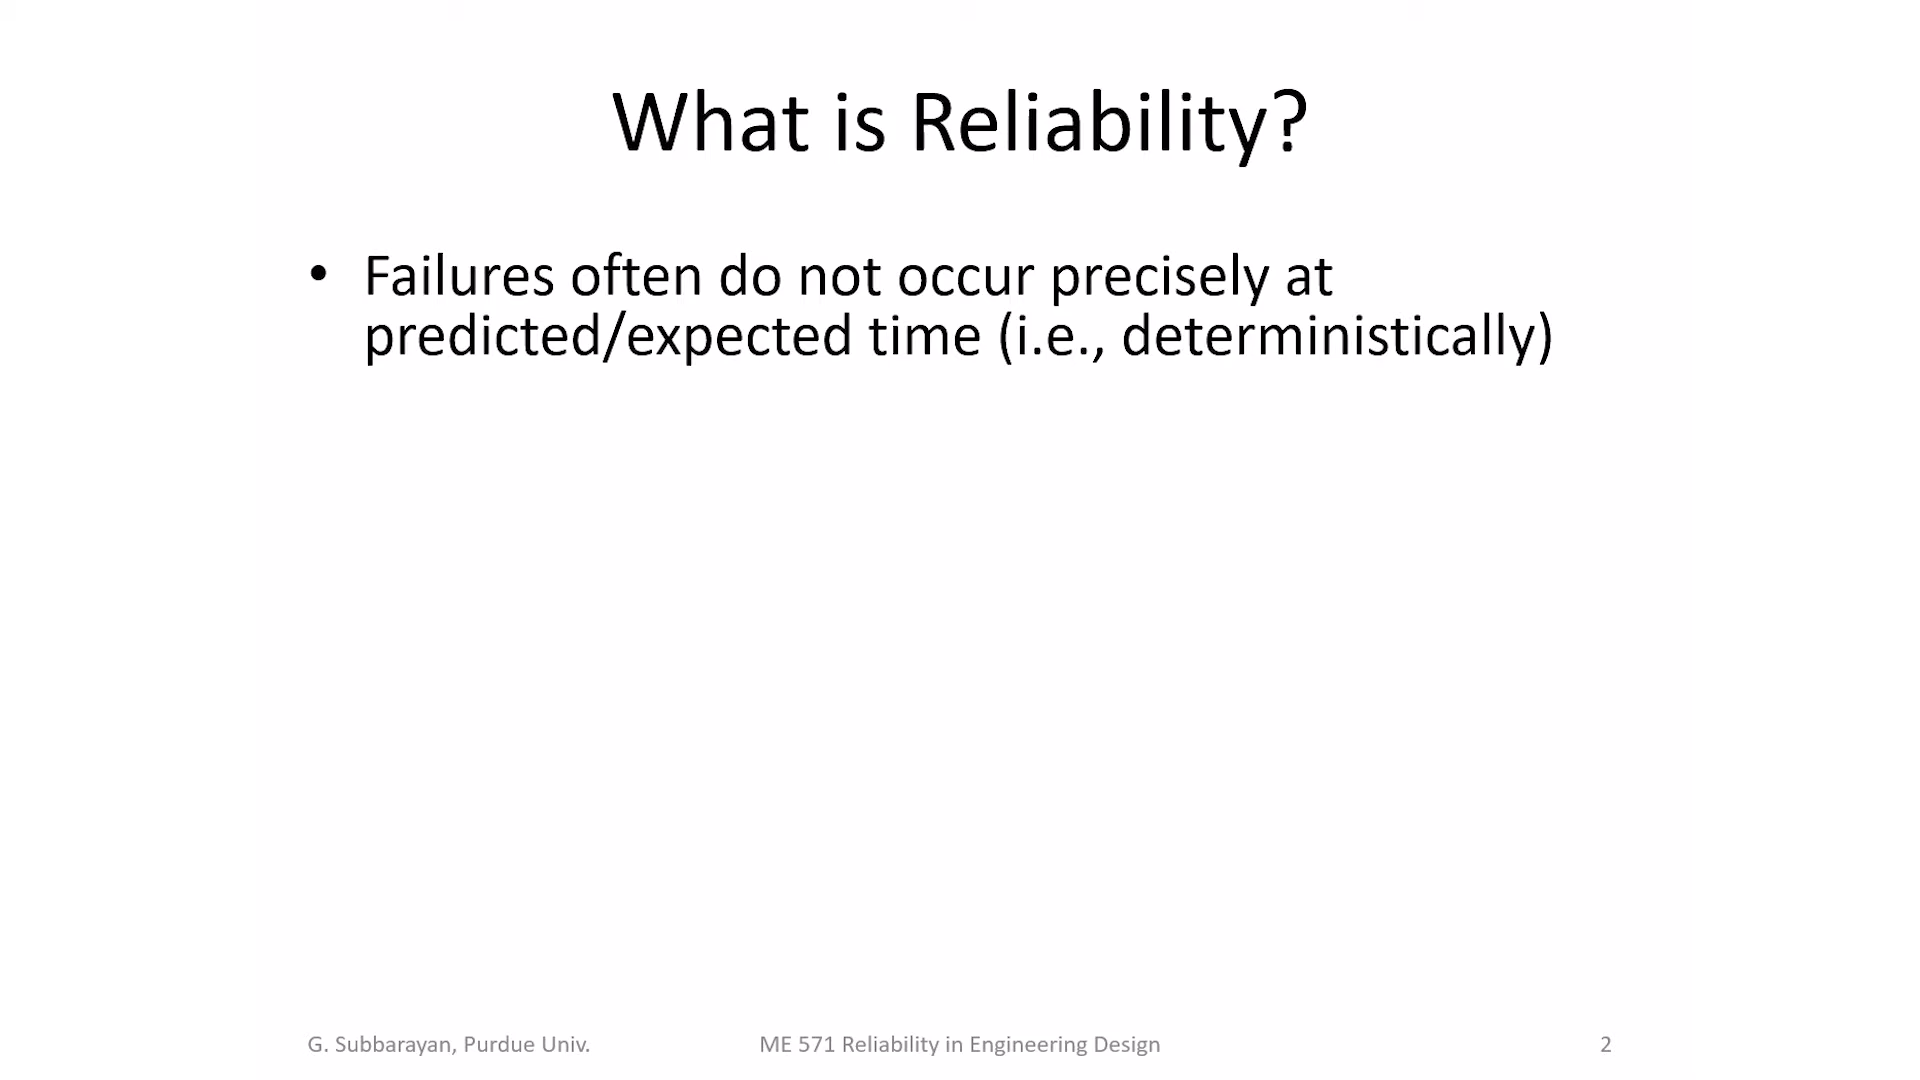 What is Reliability?
• Failures often do not occur precisely at
predicted/expected time (i.e., deterministically)
G. Subbarayan, Purdue Univ.
ME 571 Reliability in Engineering Design
2